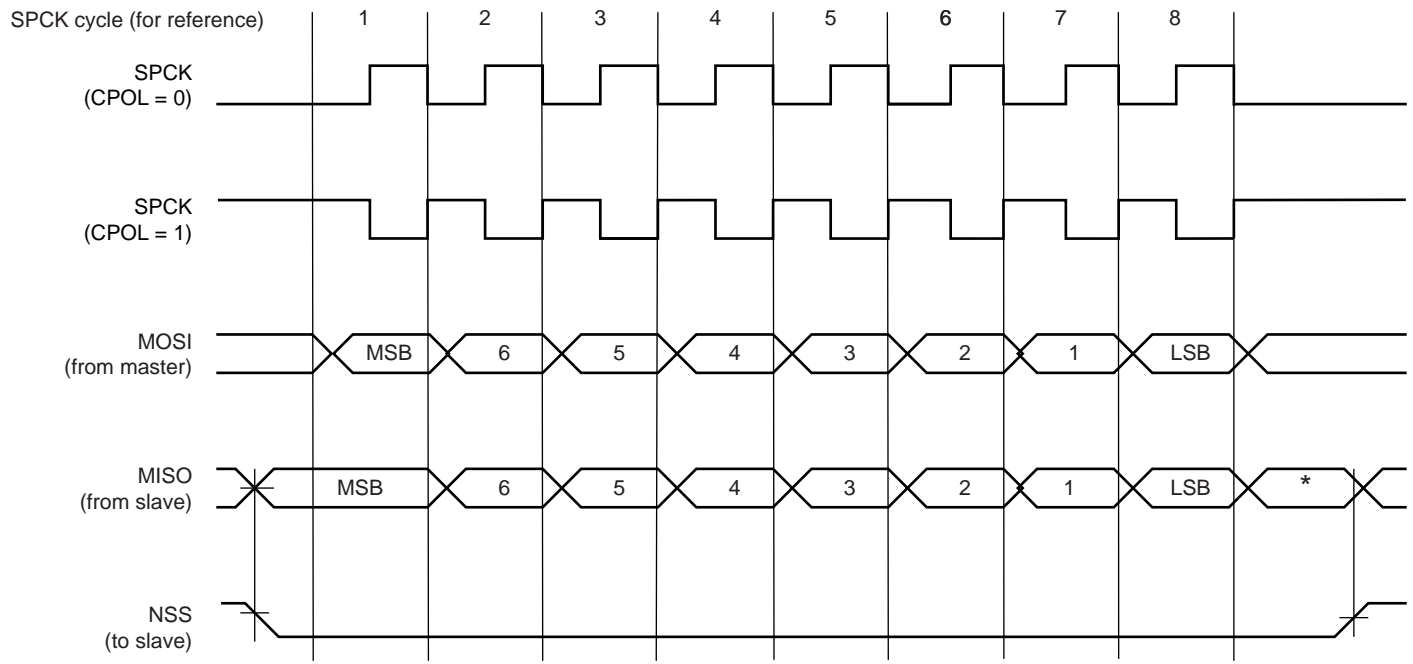 SPCK cycle (for reference) 1 2 3 4 5 6 7 8
SPCK
(CPOL = 0)
SPCK
(CPOL = 1)
MOSI
(from master)
MSB 6 5 4 3 2 1 LSB
MISO
(from slave)
MSB 6 5 4 3 2 1 LSB *
NSS
(to slave)